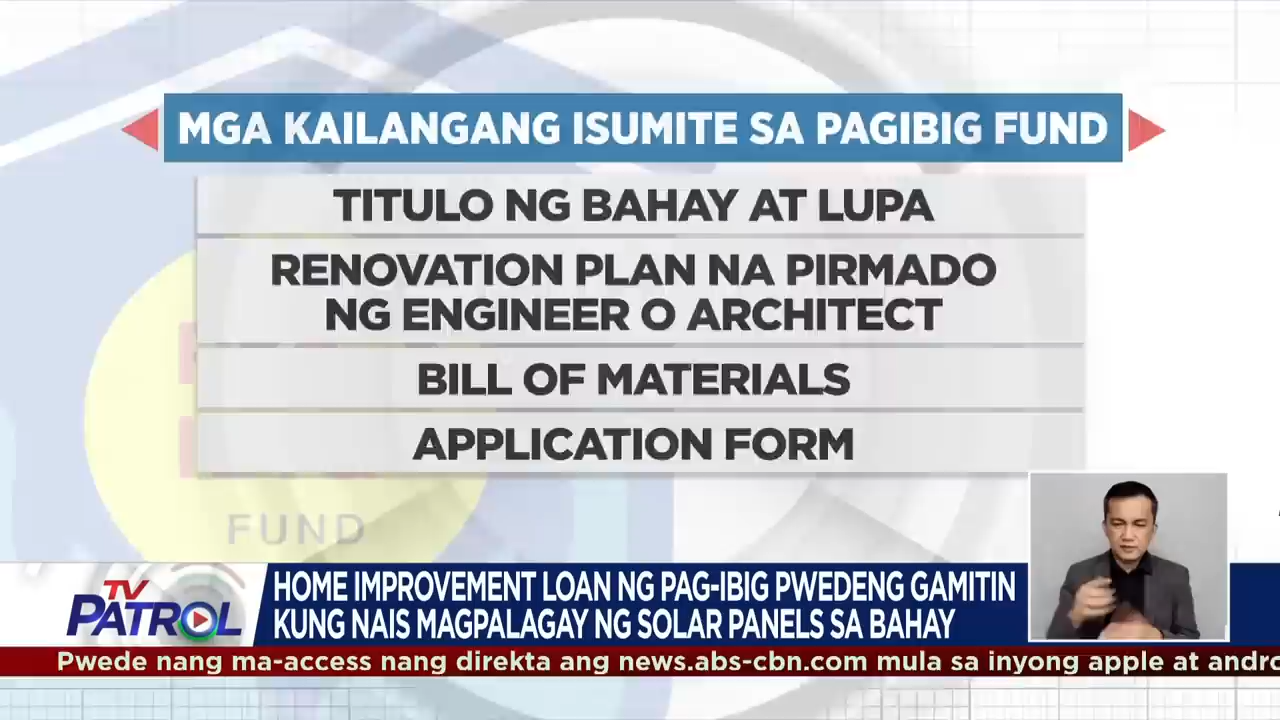 MGA KAILANGANG ISUMITE SA PAGIBIG FUND
TITULO NG BAHAY AT LUPA
RENOVATION PLAN NA PIRMADO
NG ENGINEER O ARCHITECT
BILL OF MATERIALS
APPLICATION FORM
FUND
TV
PATROL
HOME IMPROVEMENT LOAN NG PAG-IBIG PWEDENG GAMITIN
KUNG NAIS MAGPALAGAY NG SOLAR PANELS SA BAHAY
Pwede nang ma-access nang direkta ang news.abs-cbn.com mula sa inyong apple at andro